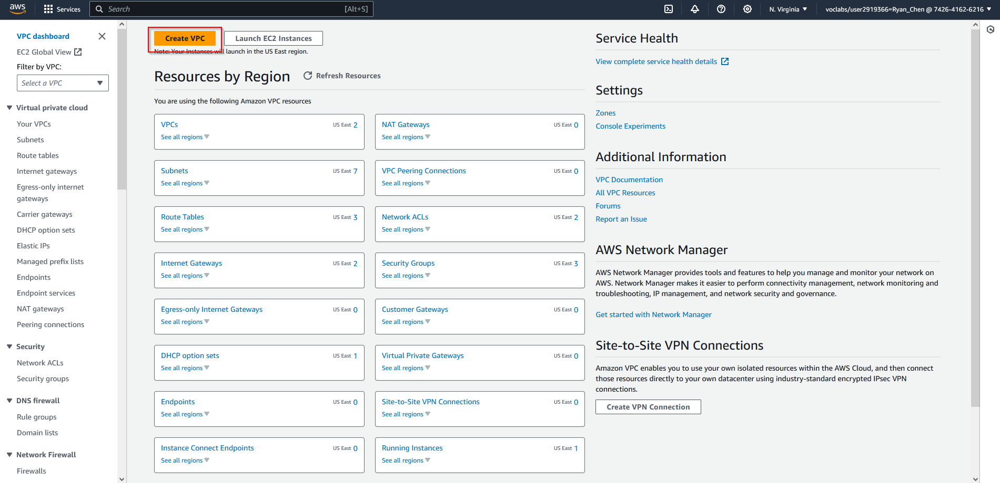 aws
Services
Search
[Alt+S]
N. Virginia
voclabs/user2919366=Ryan_Chen @ 7426-4162-6216
VPC dashboard
EC2 Global View
Filter by VPC:
Select a VPC
Virtual private cloud
Your VPCs
Subnets
Route tables
Internet gateways
Egress-only internet
gateways
Carrier gateways
DHCP option sets
Elastic IPs
Managed prefix lists
Endpoints
Endpoint services
NAT gateways
Peering connections
Security
Network ACLs
Security groups
DNS firewall
Rule groups
Domain lists
Network Firewall
Firewalls
Create VPC
Launch EC2 Instances
Note: Your Instances will launch in the US East region.
Resources by Region
Refresh Resources
You are using the following Amazon VPC resources
VPCs
US East 2
See all regions
NAT Gateways
US East 0
See all regions
Subnets
US East 7
See all regions
VPC Peering Connections
US East 0
See all regions
Route Tables
US East 3
See all regions
Network ACLs
US East 2
See all regions
Internet Gateways
US East 2
See all regions
Security Groups
US East 3
See all regions
Egress-only Internet Gateways
US East 0
See all regions
Customer Gateways
US East 0
See all regions
DHCP option sets
US East 1
See all regions
Virtual Private Gateways
US East 0
See all regions
Endpoints
US East 0
See all regions
Site-to-Site VPN Connections
US East 0
See all regions
Instance Connect Endpoints
US East 0
See all regions
Running Instances
US East 1
See all regions
Service Health
View complete service health details
Settings
Zones
Console Experiments
Additional Information
VPC Documentation
All VPC Resources
Forums
Report an Issue
AWS Network Manager
AWS Network Manager provides tools and features to help you manage and monitor your network on
AWS. Network Manager makes it easier to perform connectivity management, network monitoring and
troubleshooting, IP management, and network security and governance.
Get started with Network Manager
Site-to-Site VPN Connections
Amazon VPC enables you to use your own isolated resources within the AWS Cloud, and then connect
those resources directly to your own datacenter using industry-standard encrypted IPsec VPN
connections.
Create VPN Connection